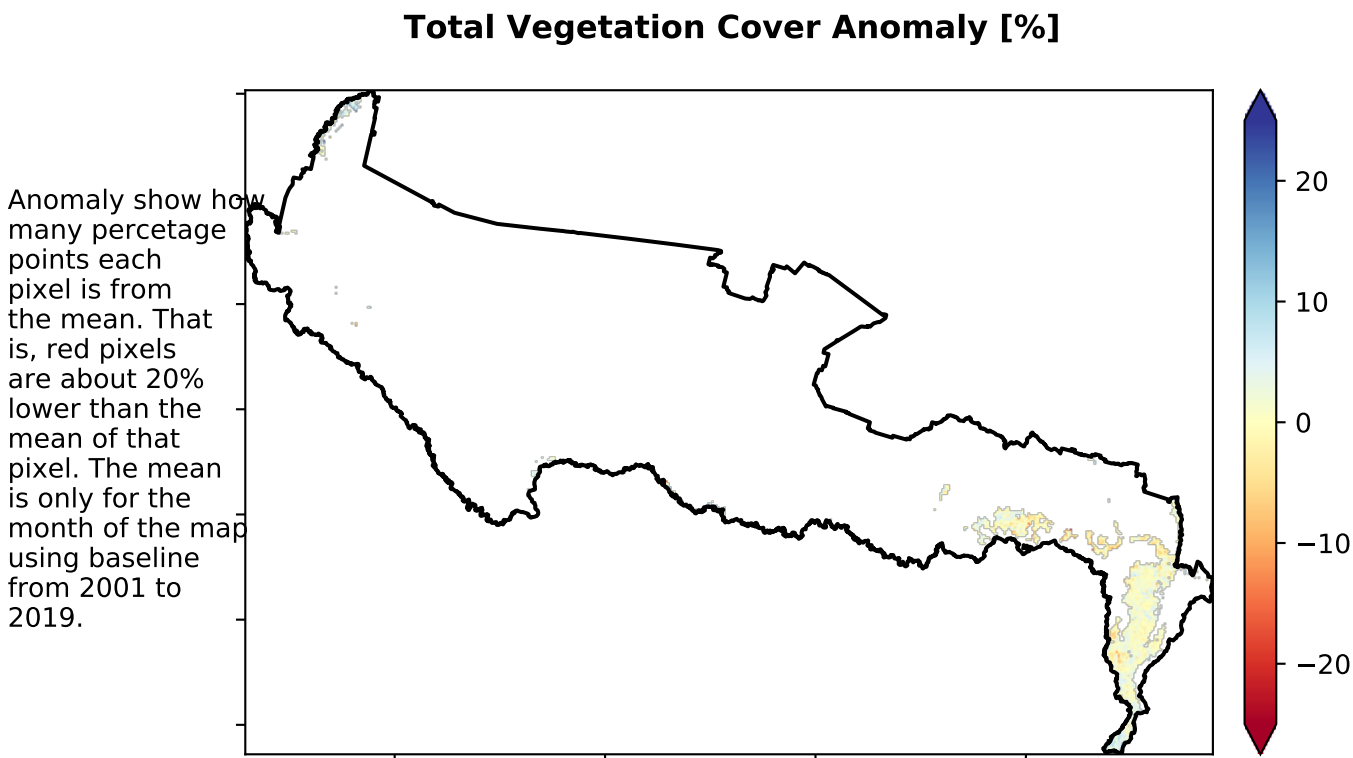 Total Vegetation Cover Anomaly [%]
Anomaly show how
many percetage
points each
pixel is from
the mean. That
is, red pixels
are about 20%
lower than the
mean of that
pixel. The mean
is only for the
month of the map
using baseline
from 2001 to
2019.
20
10
0
−10
−20